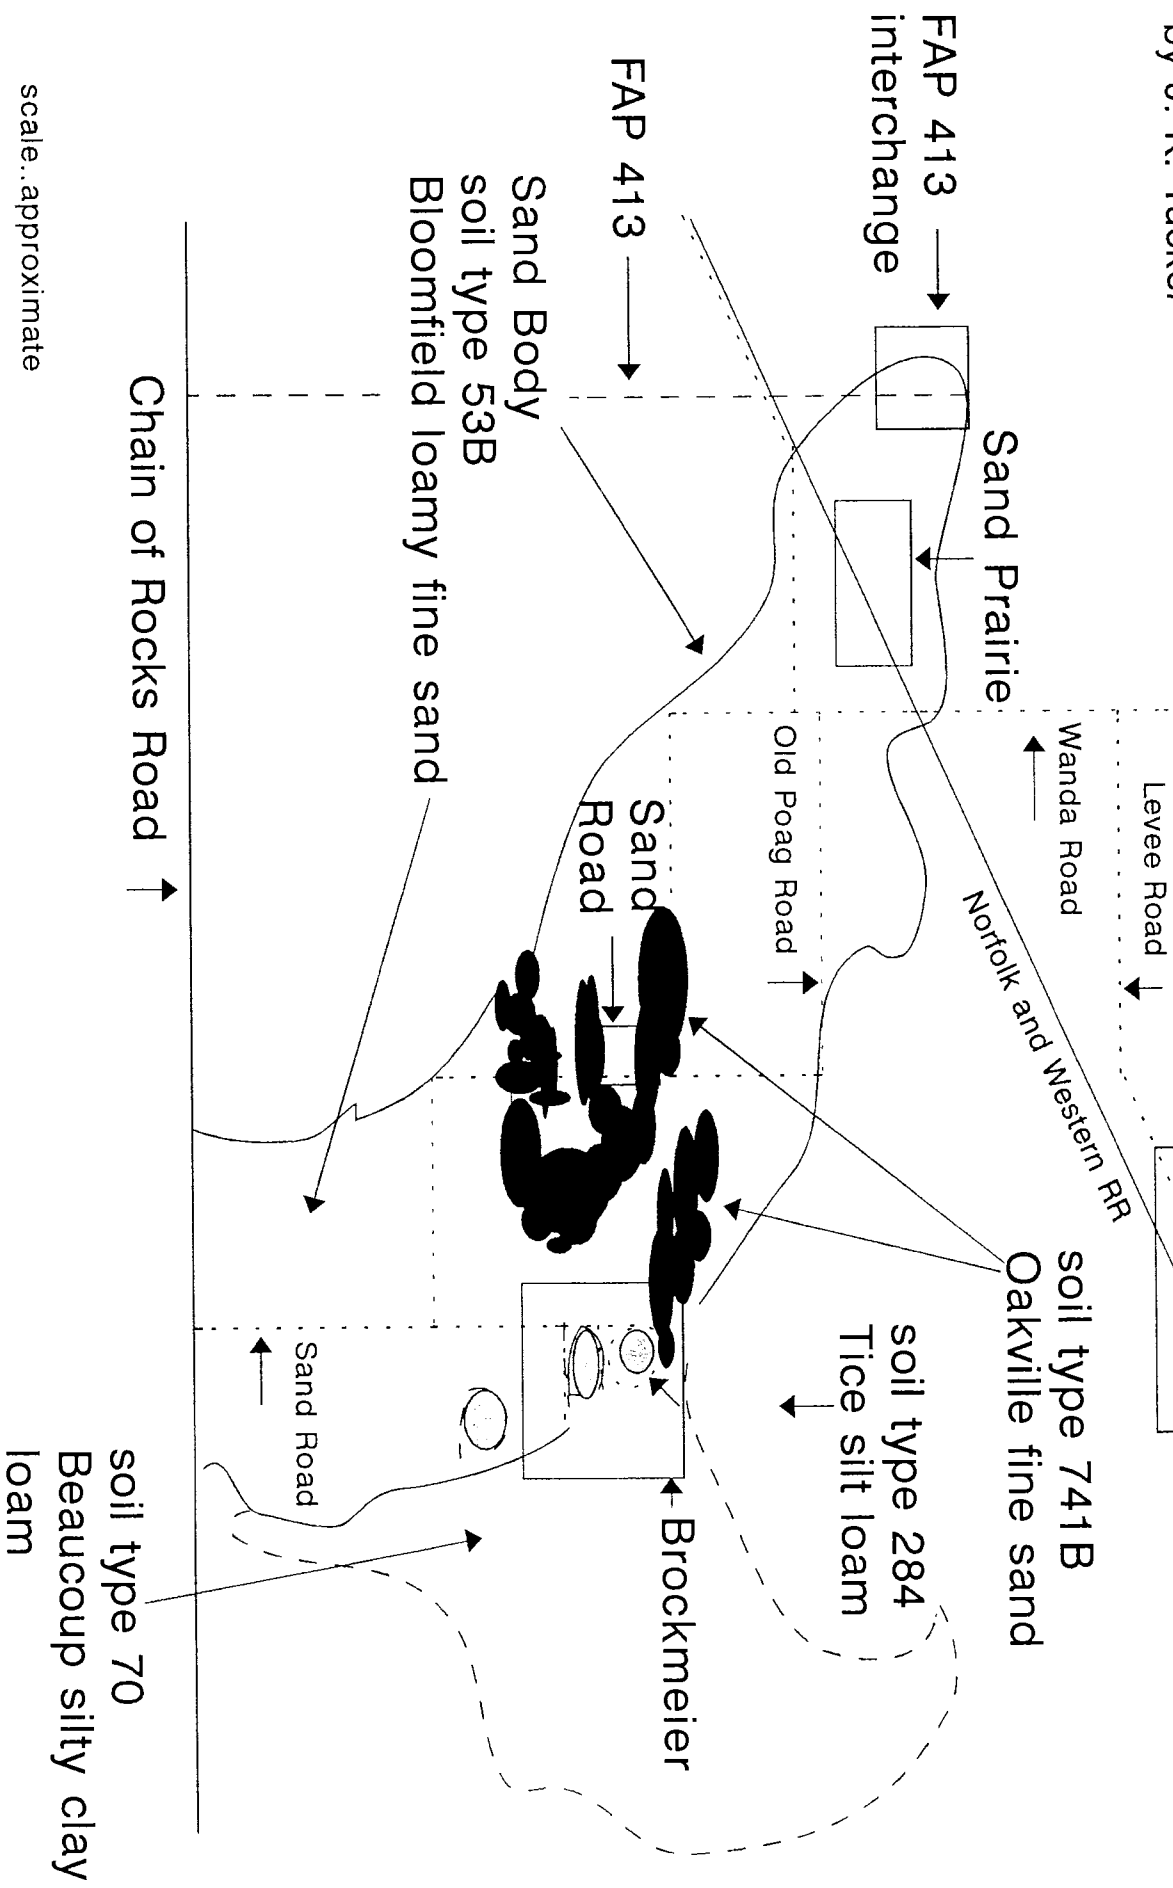 by
Levee Road
Wanda Road
soil type 741B
Oakville fine sand
Norfolk and Western RR
Sand Prairie
FAP 413
interchange
soil type 284
Tice silt loam
Old Poag Road
Brockmeier
FAP 413
Sand
Road
Sand Body
soil type 53B
Bloomfield loamy fine sand
Sand Road
Chain of Rocks Road
soil type 70
Beaucoup silty clay
loam
scale..approximate